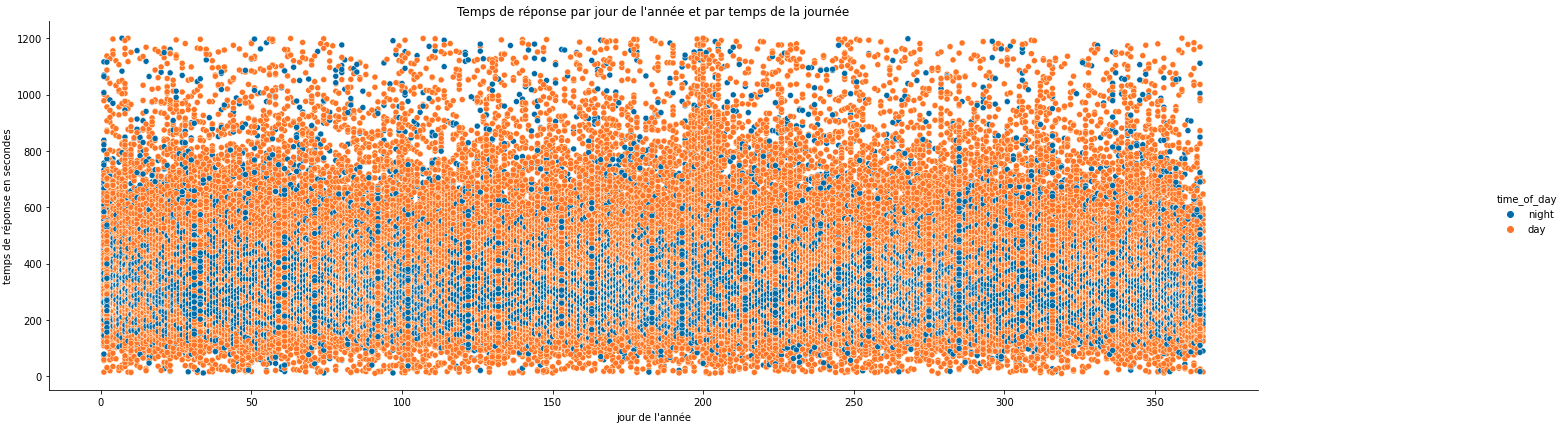 Temps de réponse par jour de l'année et par temps de la journée
temps de réponse en secondes
1200
1000
800
600
400
200
0
0 50 100 150 200 250 300 350
jour de l'année
time_of_day
night
day